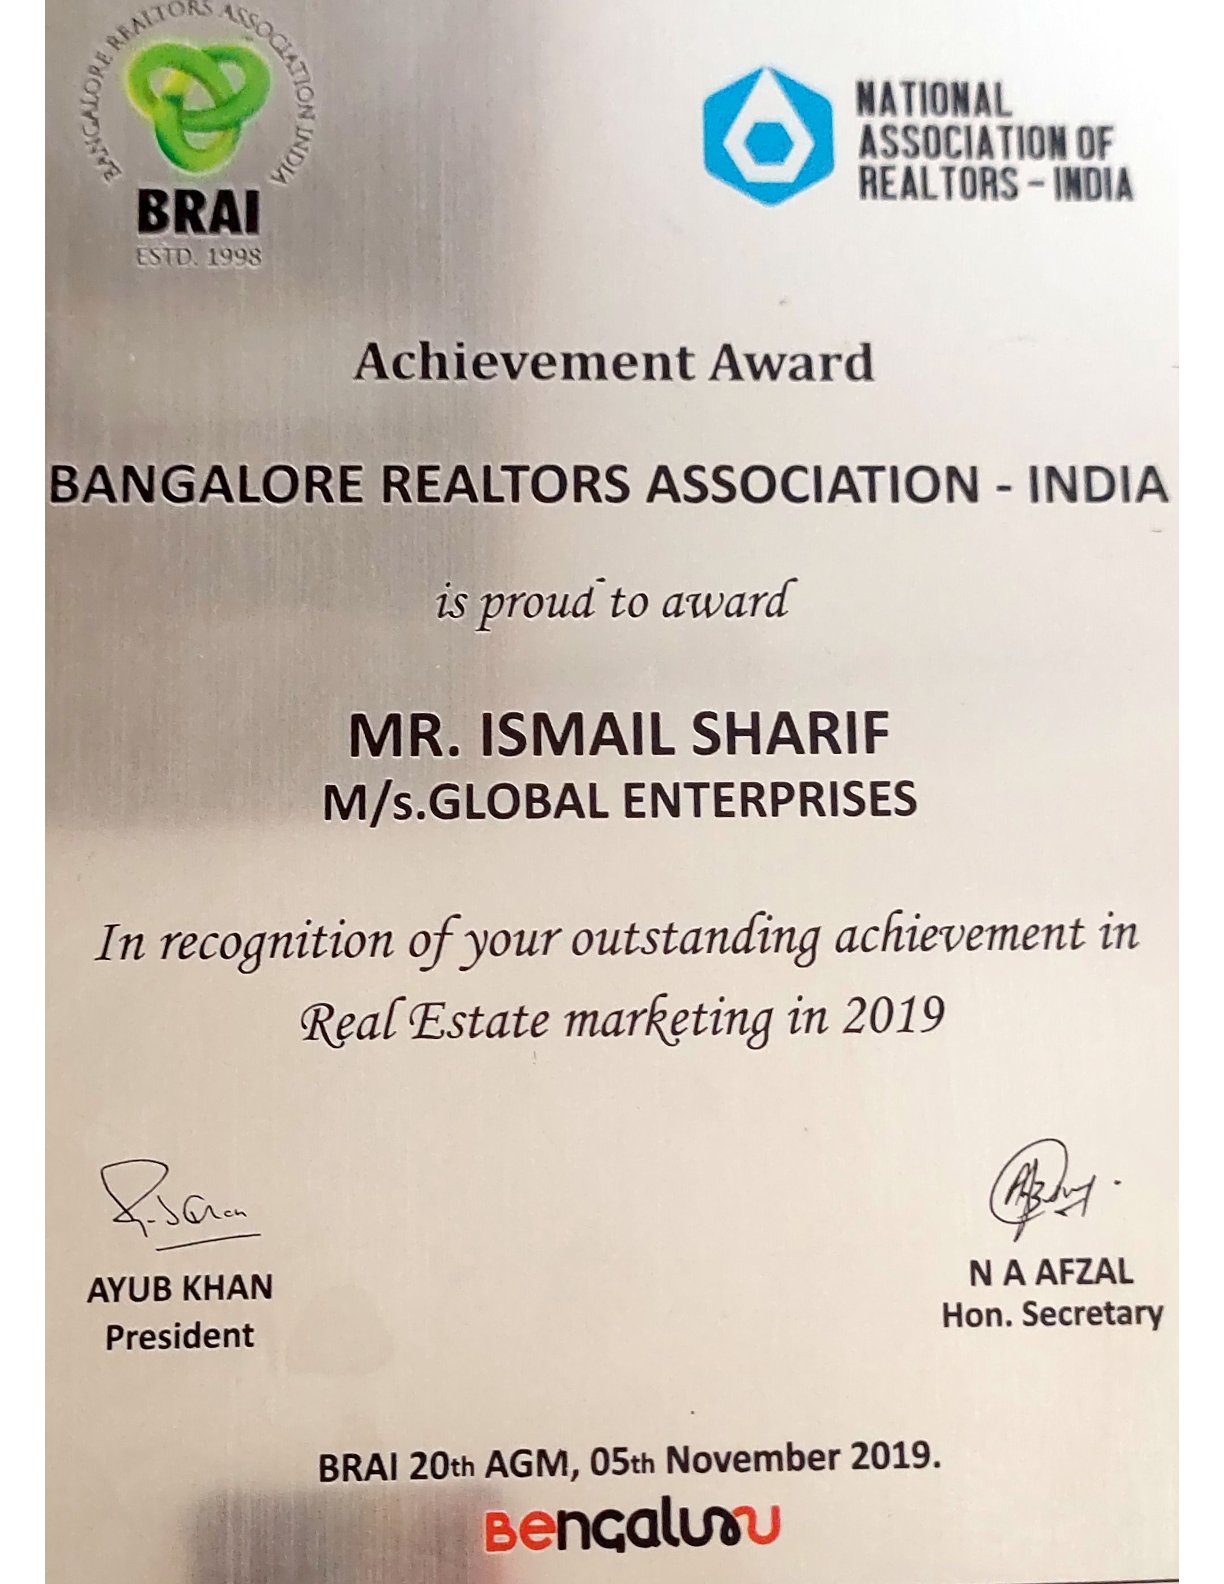 BANGALORE REALTORS ASSOCIATION INDIA
BRAI
ESTD. 1998
NATIONAL
ASSOCIATION OF
REALTORS – INDIA
Achievement Award
BANGALORE REALTORS ASSOCIATION - INDIA
is proud to award
MR. ISMAIL SHARIF
M/s.GLOBAL ENTERPRISES
In recognition of your outstanding achievement in
Real Estate marketing in 2019
AYUB KHAN
President
N A AFZAL
Hon. Secretary
BRAI 20th AGM, 05th November 2019.
Bengaluru